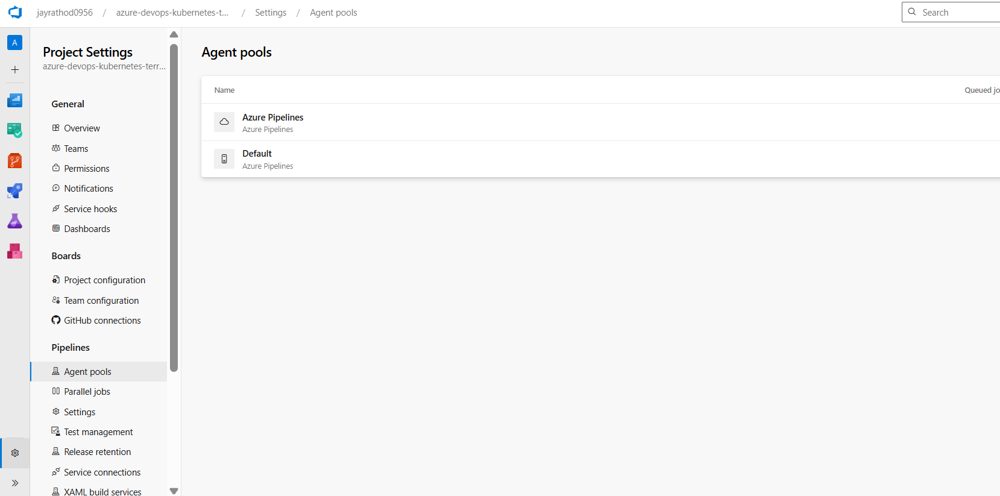 jayrathod0956 / azure-devops-kubernetes-t... / Settings / Agent pools
Search
A
Project Settings
azure-devops-kubernetes-terr...
General
Overview
Teams
Permissions
Notifications
Service hooks
Dashboards
Boards
Project configuration
Team configuration
GitHub connections
Pipelines
Agent pools
Parallel jobs
Settings
Test management
Release retention
Service connections
XAML build services
Agent pools
Name
Queued jo
Azure Pipelines
Azure Pipelines
Default
Azure Pipelines